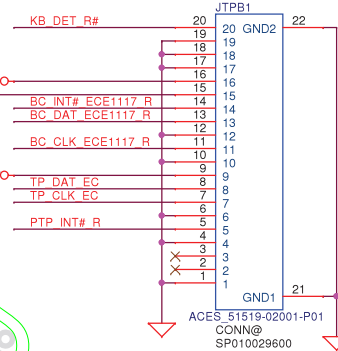 JTPB1
KB_DET_R# 20 20 GND2 22
19 19
18 18
17 17
16 16
15 15
BC_INT#_ECE1117_R 14 14
BC_DAT_ECE1117_R 13 13
12 12
BC_CLK_ECE1117_R 11 11
10 10
9 9
TP_DAT_EC 8 8
TP_CLK_EC 7 7
6 6
PTP_INT#_R 5 5
4 4
3 3
2 2
1 1
GND1 21
ACES_51519-02001-P01
CONN@
SP010029600